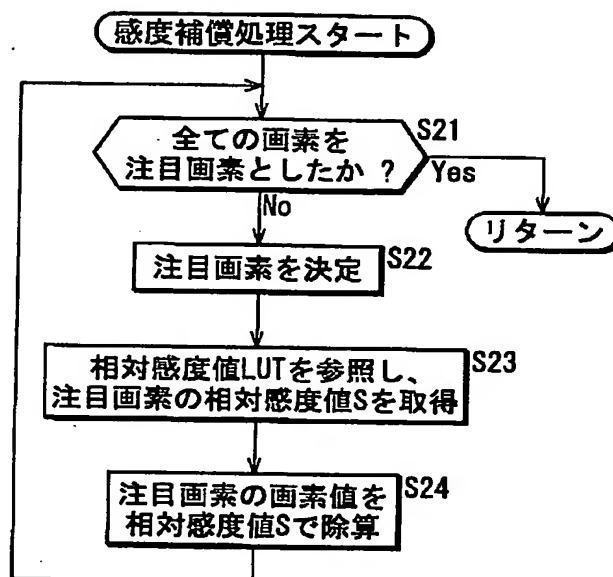 感度補償処理スタート
全ての画素を
注目画素としたか ?
S21
Yes
No
リターン
注目画素を決定
S22
相対感度値LUTを参照し、
注目画素の相対感度値Sを取得
S23
注目画素の画素値を
相対感度値Sで除算
S24